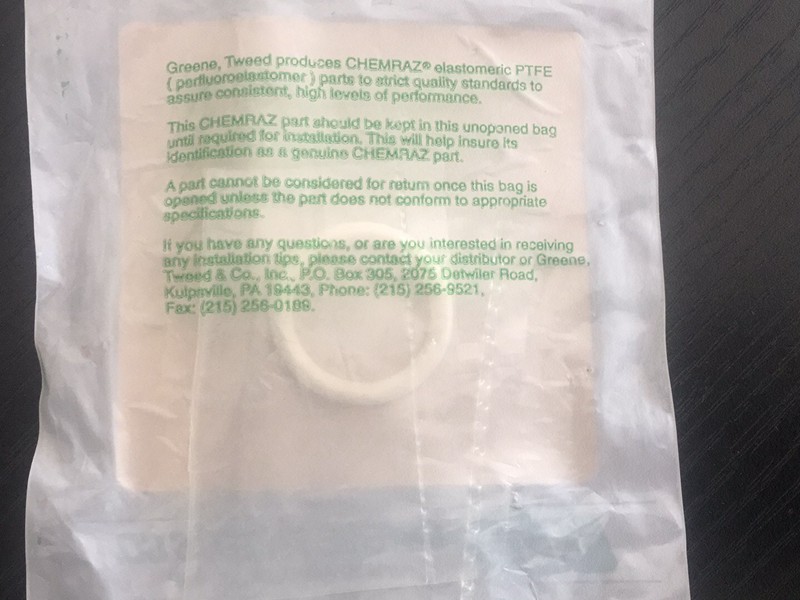 Greene, Tweed produces CHEMRAZ® elastomeric PTFE
( perfluoroelastomer ) parts to strict quality standards to
assure consistent, high levels of performance.
This CHEMRAZ part should be kept in this unopened bag
until required for installation. This will help insure its
identification as a genuine CHEMRAZ part.
A part cannot be considered for return once this bag is
opened unless the part does not conform to appropriate
specifications.
If you have any questions, or are you interested in receiving
any installation tips, please contact your distributor or Greene,
Tweed & Co., Inc., P.O. Box 305, 2075 Detwiler Road,
Kulpsville, PA 19443, Phone: (215) 256-9521,
Fax: (215) 256-0189.